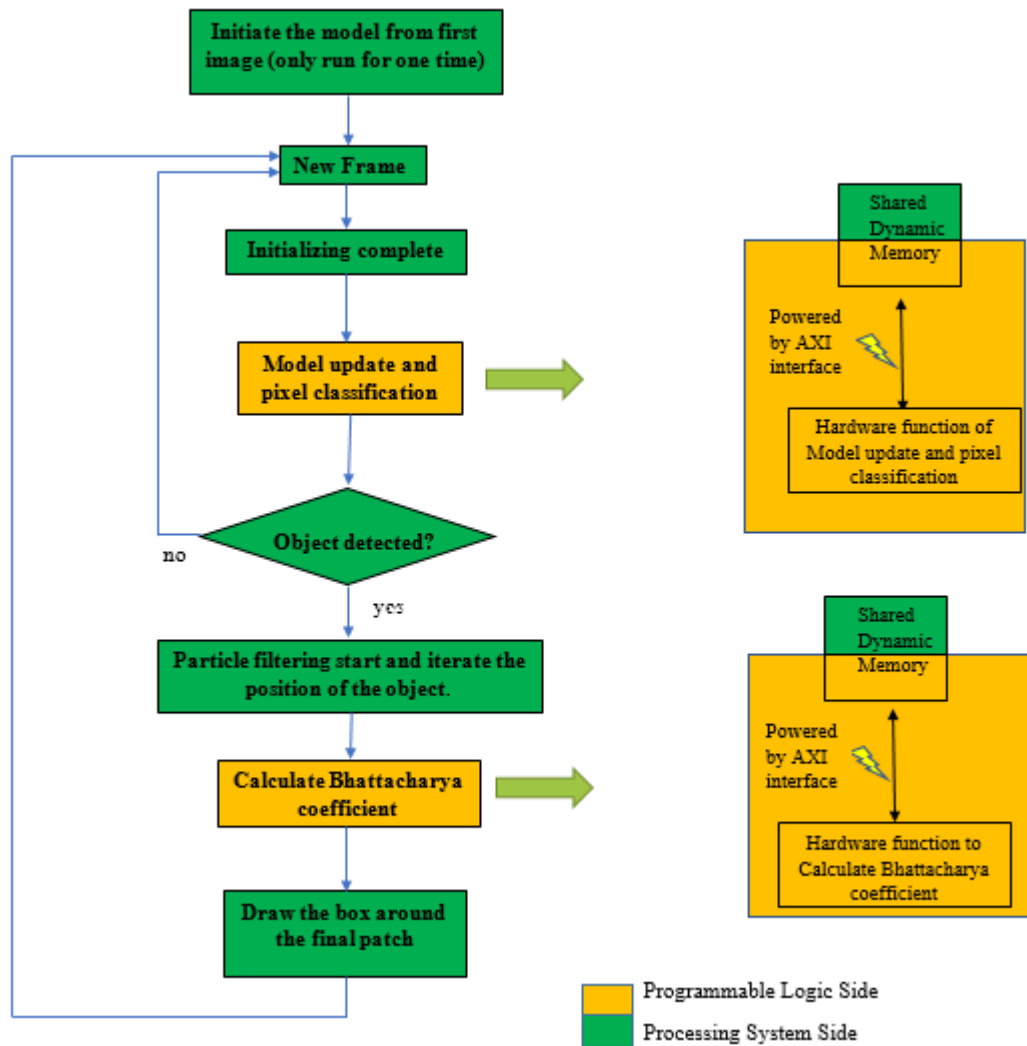 Initiate the model from first
image (only run for one time)
New Frame
Initializing complete
Model update and
pixel classification
Object detected?
no
yes
Particle filtering start and iterate the
position of the object.
Calculate Bhattacharya
coefficient
Draw the box around
the final patch
Shared
Dynamic
Memory
Powered
by AXI
interface
Hardware function of
Model update and pixel
classification
Shared
Dynamic
Memory
Powered
by AXI
interface
Hardware function to
Calculate Bhattacharya
coefficient
Programmable Logic Side
Processing System Side